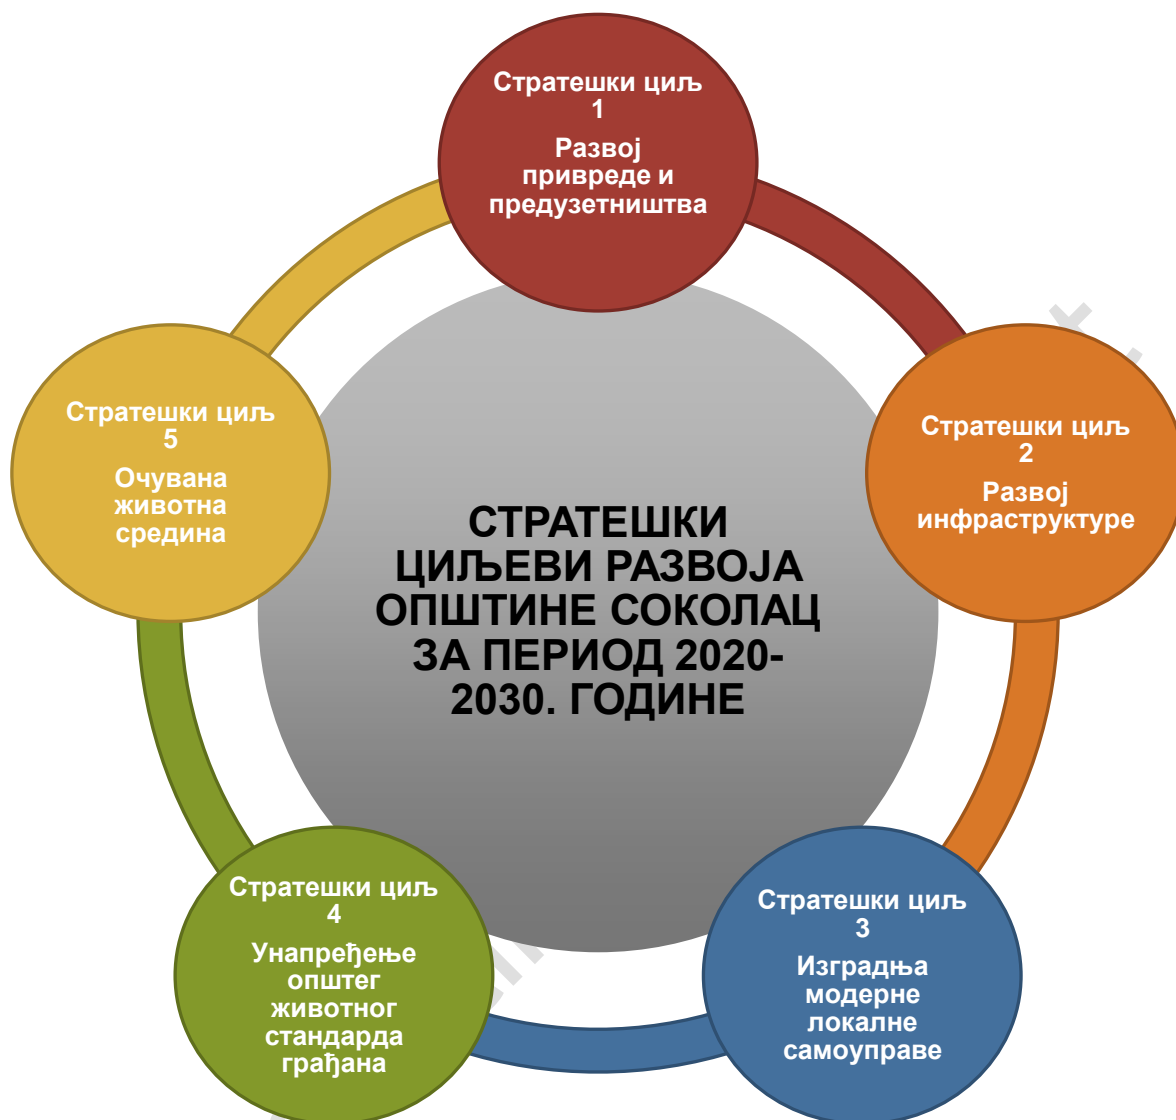 Стратешки циљ
1
Развој
привреде и
предузетништва
Стратешки циљ
2
Развој
инфраструктуре
Стратешки циљ
3
Изградња
модерне
локалне
самоуправе
Стратешки циљ
4
Унапређење
општег
животног
стандарда
грађана
Стратешки циљ
5
Очувана
животна
средина
СТРАТЕШКИ
ЦИЉЕВИ РАЗВОЈА
ОПШТИНЕ СОКОЛАЦ
ЗА ПЕРИОД 2020-
2030. ГОДИНЕ